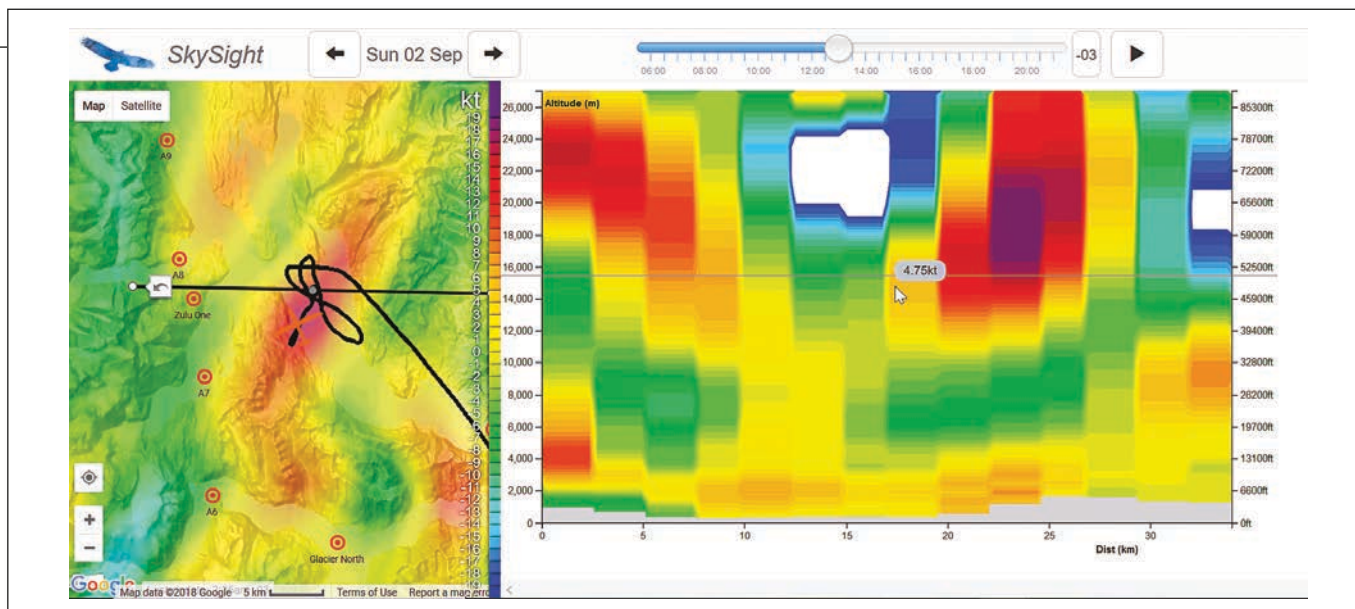 SkySight
Sun 02 Sep
06:00 08:00 10:00 12:00 14:00 16:00 18:00 20:00
-03
Map Satellite
kt
A9
A8
Zulu One
A7
A6
Glacier North
Google
Map data ©2018 Google 5 km Terms of Use Report a map erro
Altitude (m)
26,000
24,000
22,000
20,000
18,000
16,000
14,000
12,000
10,000
8,000
6,000
4,000
2,000
0
4.75kt
85300ft
78700ft
72200ft
65600ft
59000ft
52500ft
45900ft
39400ft
32800ft
26200ft
19700ft
13100ft
6600ft
0ft
0 5 10 15 20 25 30
Dist (km)